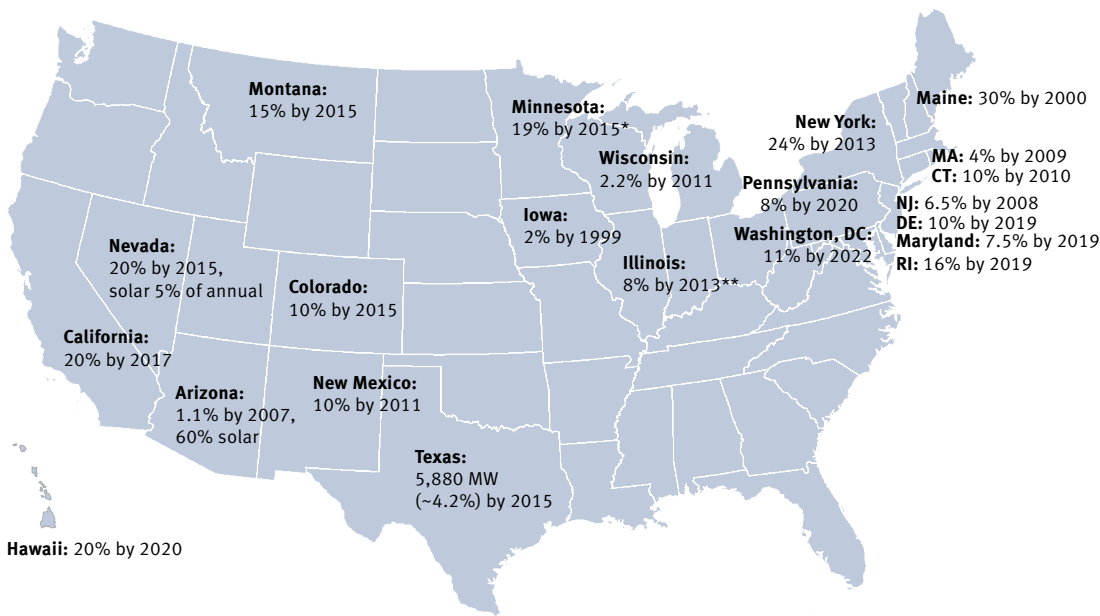 Montana:
15% by 2015
Minnesota:
19% by 2015*
Maine: 30% by 2000
New York:
24% by 2013
Wisconsin:
2.2% by 2011
MA: 4% by 2009
CT: 10% by 2010
Pennsylvania:
8% by 2020
NJ: 6.5% by 2008
DE: 10% by 2019
Maryland: 7.5% by 2019
RI: 16% by 2019
Iowa:
2% by 1999
Washington, DC:
11% by 2022
Nevada:
20% by 2015,
solar 5% of annual
Illinois:
8% by 2013**
Colorado:
10% by 2015
California:
20% by 2017
Arizona:
1.1% by 2007,
60% solar
New Mexico:
10% by 2011
Texas:
5,880 MW
(~4.2%) by 2015
Hawaii: 20% by 2020